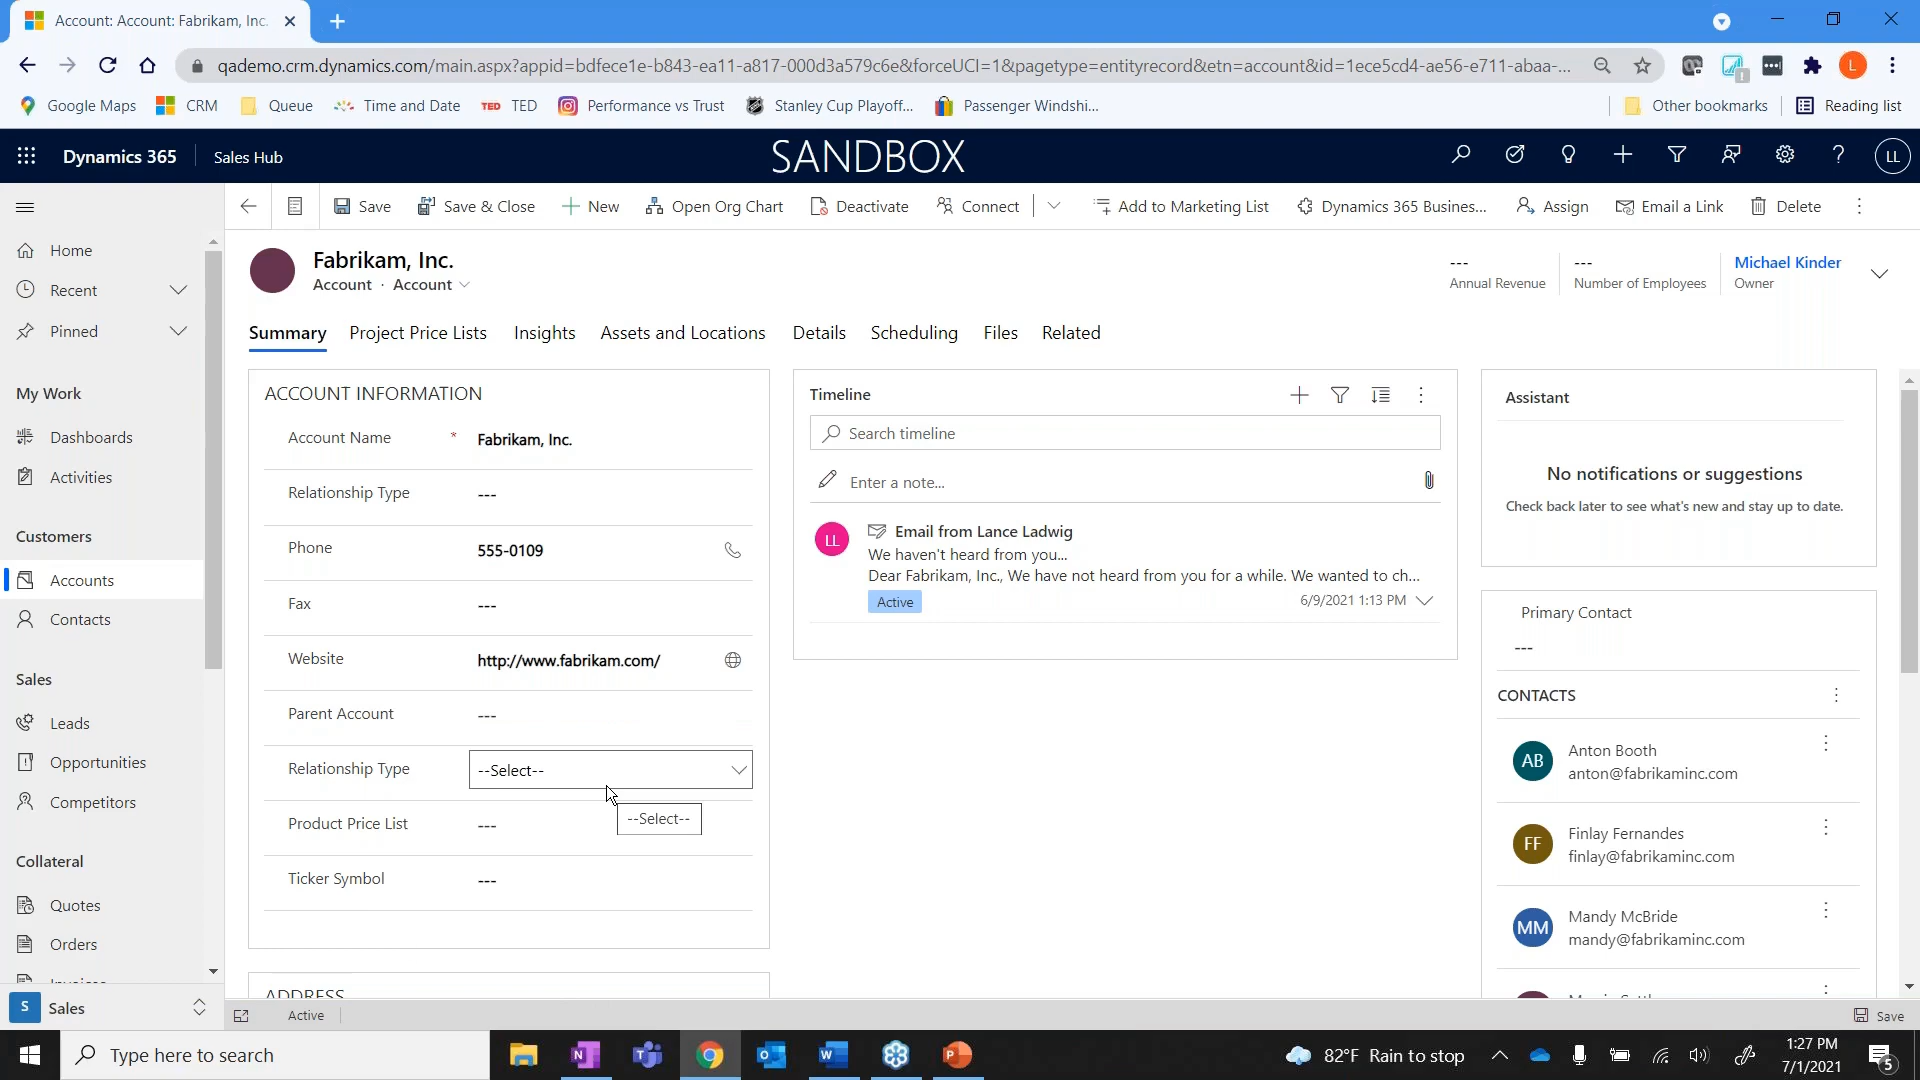 Account: Account: Fabrikam, Inc.
qademo.crm.dynamics.com/main.aspx?appid=bdfece1e-b843-ea11-a817-000d3a579c6e&forceUCI=1&pagetype=entityrecord&etn=account&id=1ece5cd4-ae56-e711-abaa-...
L
Google Maps CRM Queue Time and Date TED TED Performance vs Trust Stanley Cup Playoff... Passenger Windshi... Other bookmarks Reading list
Dynamics 365 Sales Hub SANDBOX LL
Save Save & Close New Open Org Chart Deactivate Connect Add to Marketing List Dynamics 365 Busines... Assign Email a Link Delete
Home
Recent
Pinned
My Work
Dashboards
Activities
Customers
Accounts
Contacts
Sales
Leads
Opportunities
Competitors
Collateral
Quotes
Orders
S Sales
Fabrikam, Inc.
Account · Account
--- Annual Revenue
--- Number of Employees
Michael Kinder
Owner
Summary Project Price Lists Insights Assets and Locations Details Scheduling Files Related
ACCOUNT INFORMATION
Account Name * Fabrikam, Inc.
Relationship Type ---
Phone 555-0109
Fax ---
Website http://www.fabrikam.com/
Parent Account ---
Relationship Type --Select--
--Select--
Product Price List ---
Ticker Symbol ---
ADDRESS
Timeline
Search timeline
Enter a note...
LL Email from Lance Ladwig
We haven't heard from you...
Dear Fabrikam, Inc., We have not heard from you for a while. We wanted to ch...
Active 6/9/2021 1:13 PM
Assistant
No notifications or suggestions
Check back later to see what's new and stay up to date.
Primary Contact
---
CONTACTS
AB Anton Booth
anton@fabrikaminc.com
FF Finlay Fernandes
finlay@fabrikaminc.com
MM Mandy McBride
mandy@fabrikaminc.com
Active Save
Type here to search
82°F Rain to stop
1:27 PM
7/1/2021
5